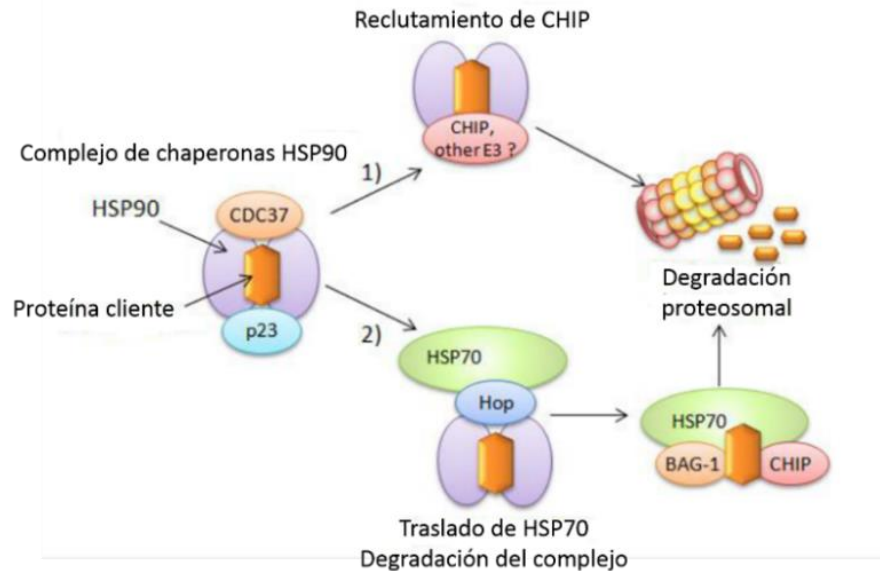 Reclutamiento de CHIP
CHIP,
other E3 ?
Complejo de chaperonas HSP90
1)
HSP90
CDC37
Proteína cliente
p23
Degradación
proteosomal
2)
HSP70
Hop
HSP70
BAG-1
CHIP
Traslado de HSP70
Degradación del complejo